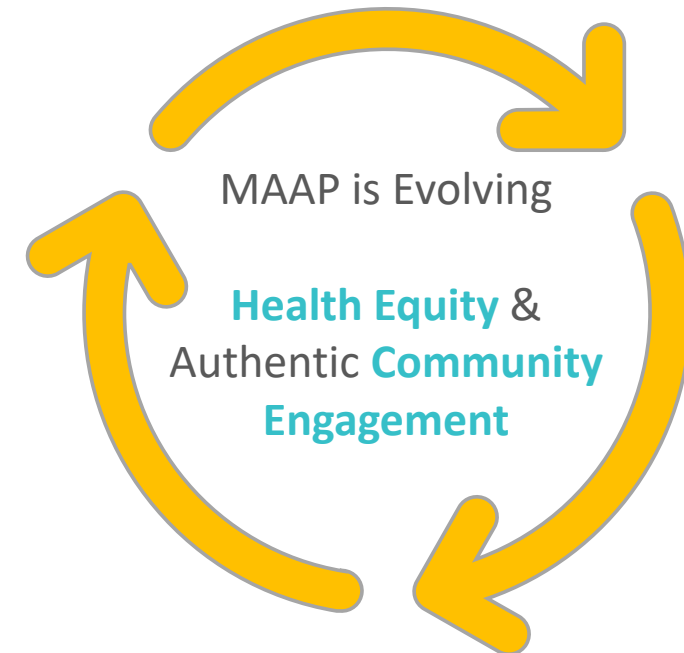 MAAP is Evolving
Health Equity &
Authentic Community
Engagement